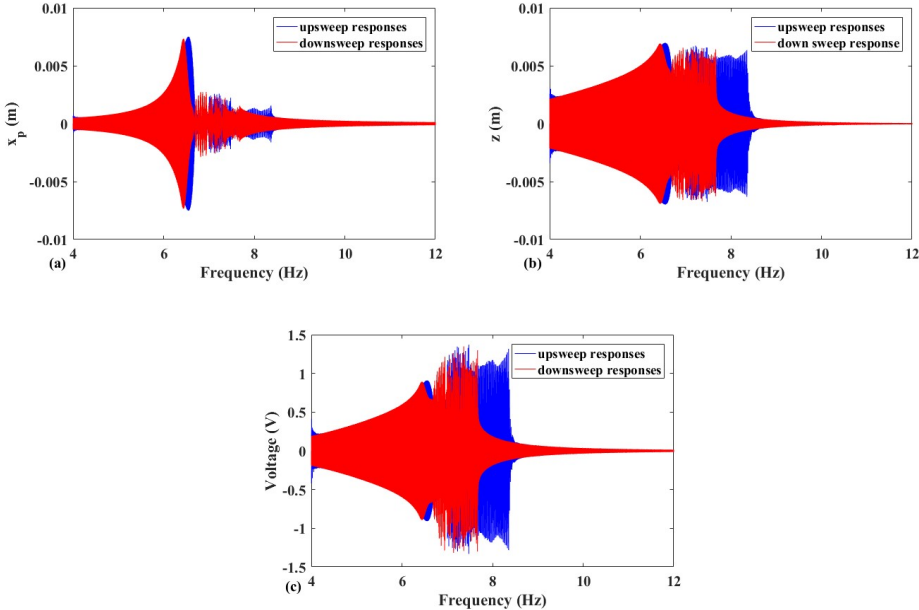 0.01
0.005
0
-0.005
-0.01
x_p (m)
upsweep responses
downsweep responses
4 6 8 10 12
(a)
Frequency (Hz)
0.01
0.005
0
-0.005
-0.01
z (m)
upsweep responses
down sweep response
4 6 8 10 12
(b)
Frequency (Hz)
1.5
1
0.5
0
-0.5
-1
-1.5
Voltage (V)
upsweep responses
downsweep responses
4 6 8 10 12
(c)
Frequency (Hz)